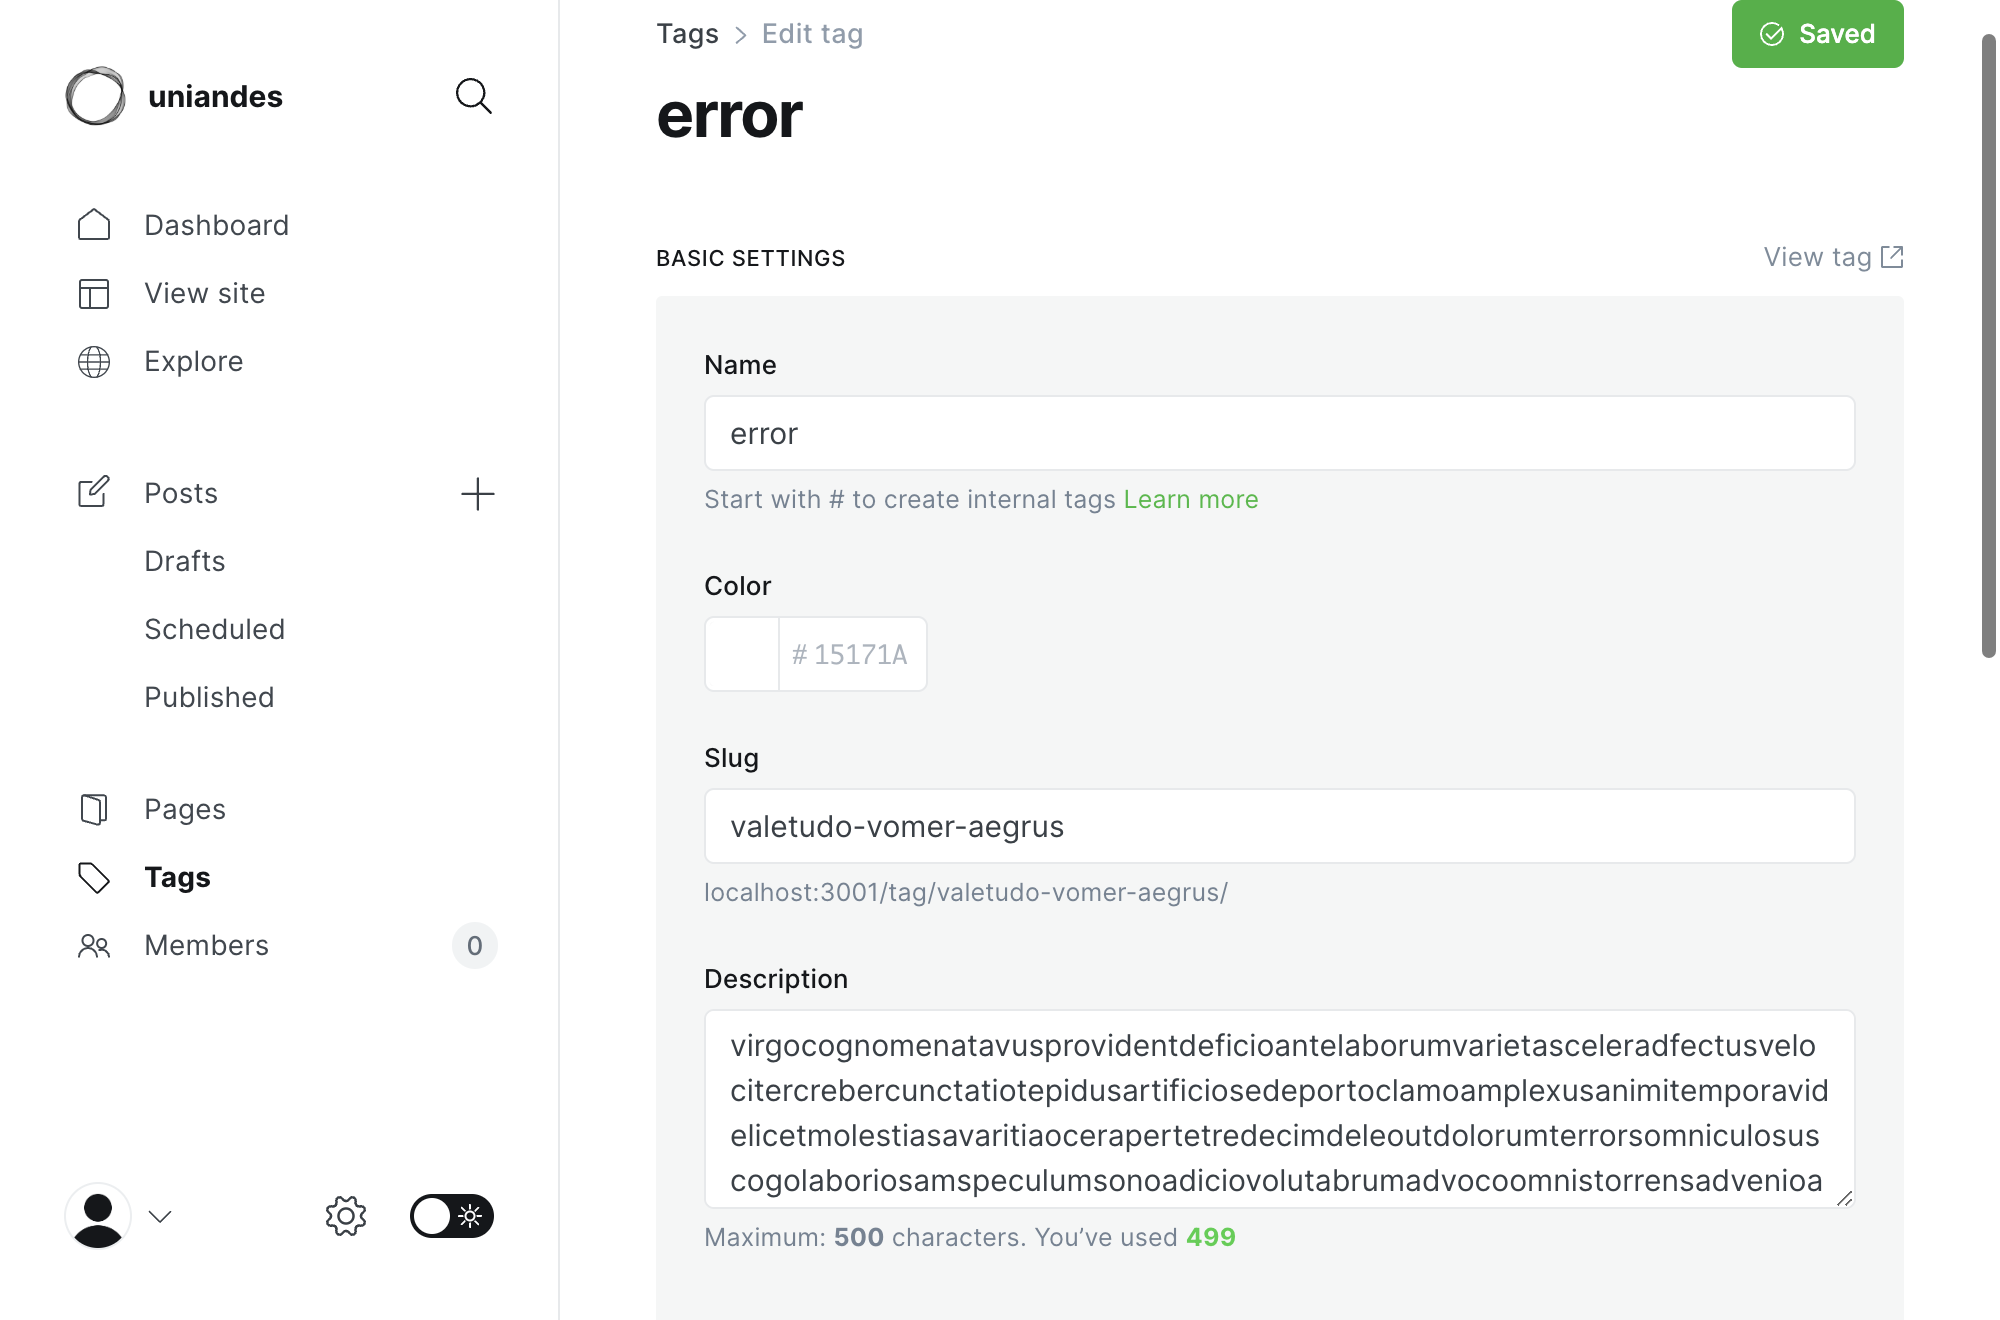 uniandes
Dashboard
View site
Explore
Posts
Drafts
Scheduled
Published
Pages
Tags
Members
0
Tags > Edit tag
Saved
error
BASIC SETTINGS
View tag
Name
error
Start with # to create internal tags Learn more
Color
# 15171A
Slug
valetudo-vomer-aegrus
localhost:3001/tag/valetudo-vomer-aegrus/
Description
virgocognomenatavusprovidentdeficioantelaborumvarietasceleradfectusvelo
citercrebercunctatiotepidusartificiosedeportoclamoamplexusanimitemporavid
elicetmolestiasavaritiaocerapertetredecimdeleoutdolorumterrorsomniculosus
cogolaboriosamspeculumsonoadiciovolutabrumadvocoomnistorrensadvenioa
Maximum: 500 characters. You’ve used 499